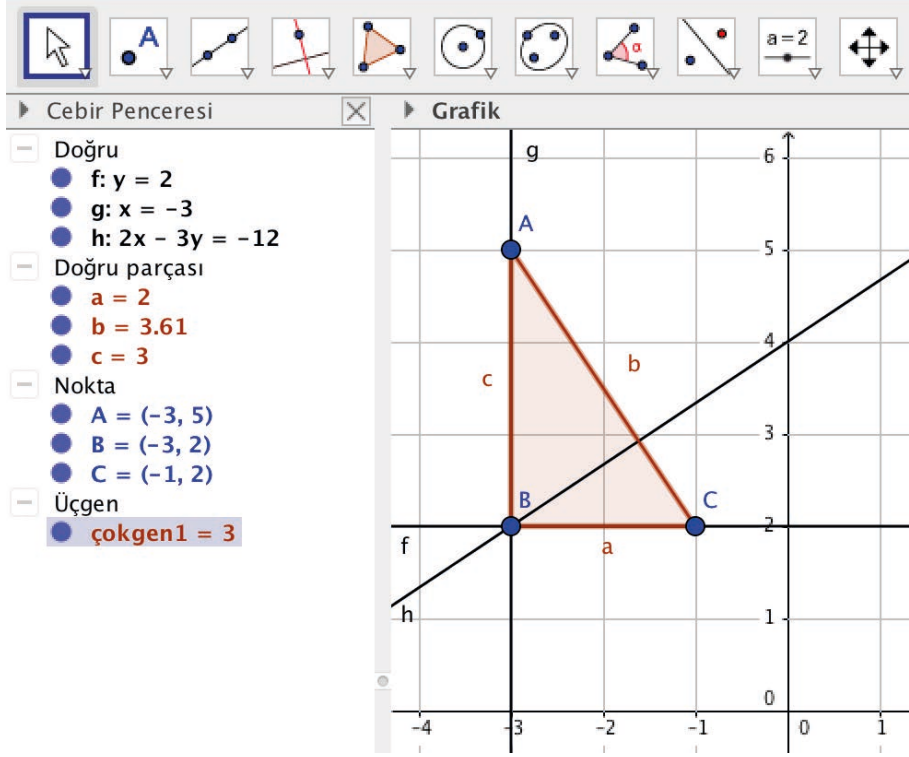 A
α
a=2
Cebir Penceresi
Grafik
Doğru
f: y = 2
g: x = −3
h: 2x − 3y = −12
Doğru parçası
a = 2
b = 3.61
c = 3
Nokta
A = (−3, 5)
B = (−3, 2)
C = (−1, 2)
Üçgen
çokgen1 = 3
g
6
A
5
4
b
c
3
B
C
2
f
a
h
1
0
−4
−3
−2
−1
0
1